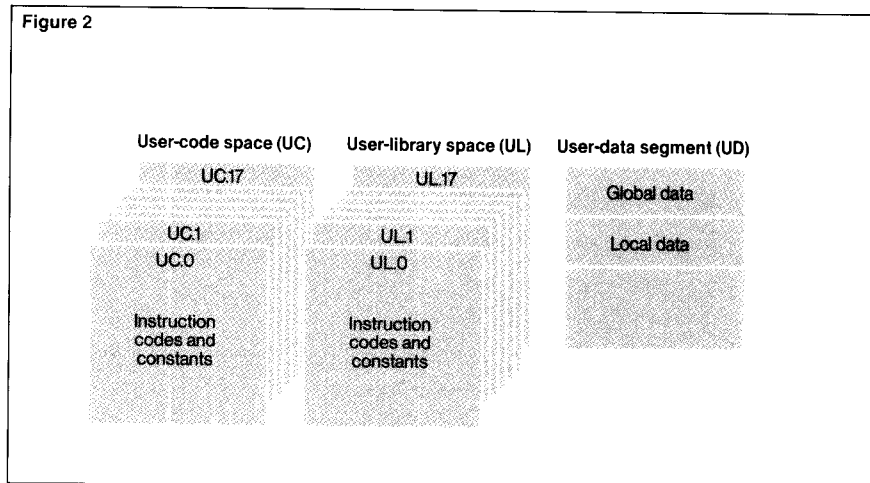 Figure 2
User-code space (UC)
User-library space (UL)
User-data segment (UD)
UC.17
UC.1
UC.0
Instruction
codes and
constants
UL.17
UL.1
UL.0
Instruction
codes and
constants
Global data
Local data